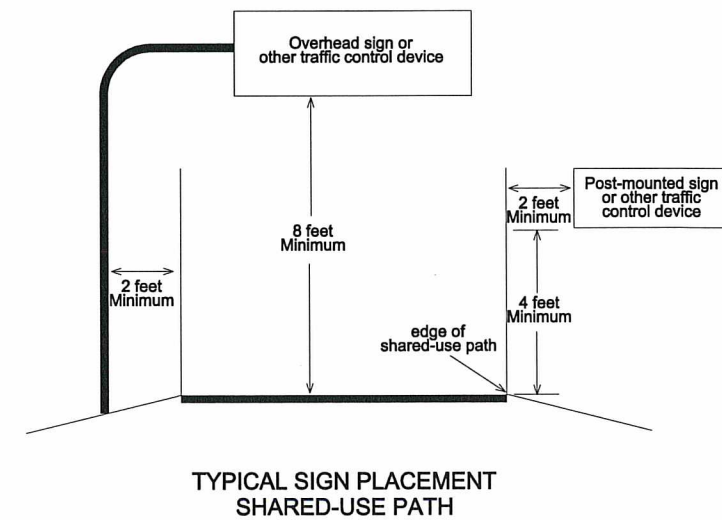 Overhead sign or
other traffic control device
Post-mounted sign
or other traffic
control device
2 feet
Minimum
8 feet
Minimum
2 feet
Minimum
4 feet
Minimum
edge of
shared-use path
TYPICAL SIGN PLACEMENT
SHARED-USE PATH